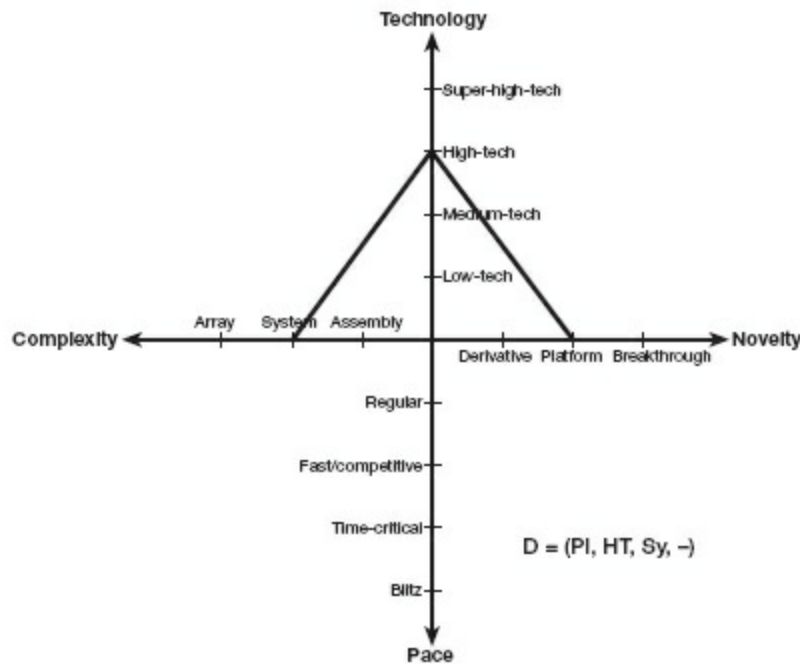 Technology
Super-high-tech
High-tech
Medium-tech
Low-tech
Array System Assembly
Complexity Novelty
Derivative Platform Breakthrough
Regular
Fast/competitive
Time-critical
D = (Pl, HT, Sy, –)
Blitz
Pace